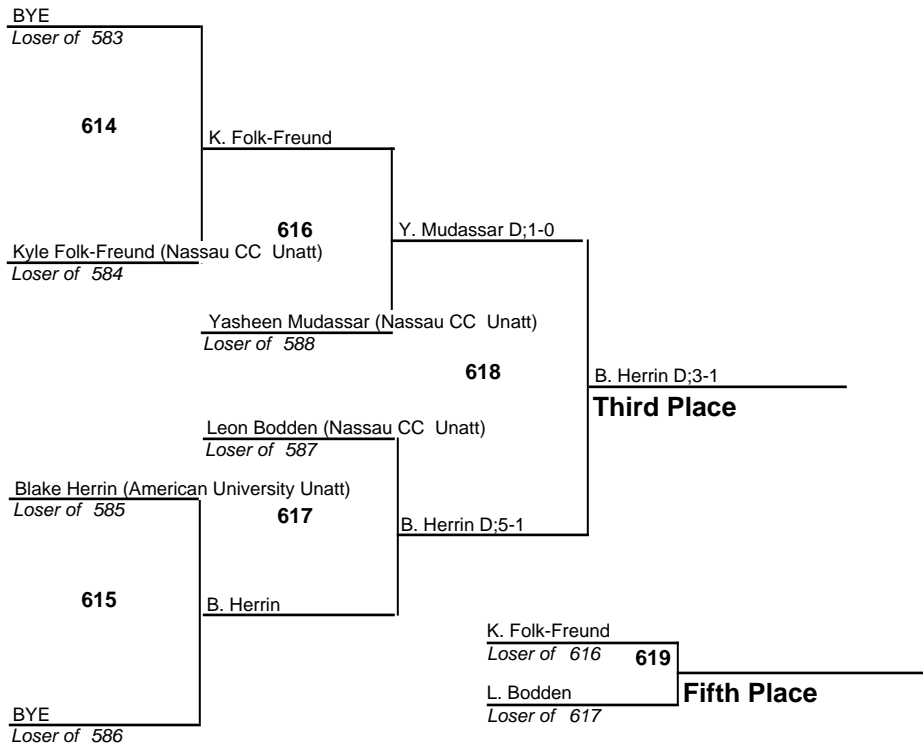 BYE
Loser of 583
614
K. Folk-Freund
616
Y. Mudassar D;1-0
Kyle Folk-Freund (Nassau CC Unatt)
Loser of 584
Yasheen Mudassar (Nassau CC Unatt)
Loser of 588
618
B. Herrin D;3-1
Third Place
Leon Bodden (Nassau CC Unatt)
Loser of 587
Blake Herrin (American University Unatt)
Loser of 585
617
B. Herrin D;5-1
615
B. Herrin
K. Folk-Freund
Loser of 616
619
L. Bodden
Fifth Place
Loser of 617
BYE
Loser of 586